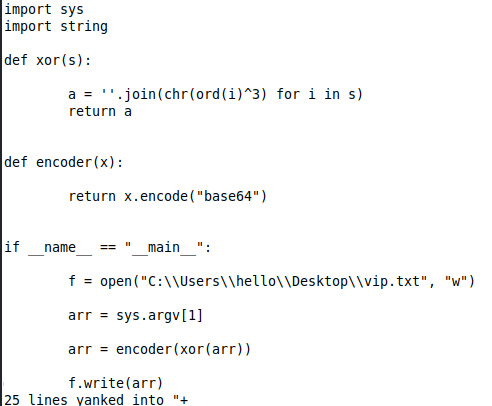 import sys
import string
def xor(s):
a = ''.join(chr(ord(i)^3) for i in s)
return a
def encoder(x):
return x.encode("base64")
if __name__ == "__main__":
f = open("C:\\Users\\hello\\Desktop\\vip.txt", "w")
arr = sys.argv[1]
arr = encoder(xor(arr))
f.write(arr)
25 lines yanked into "+